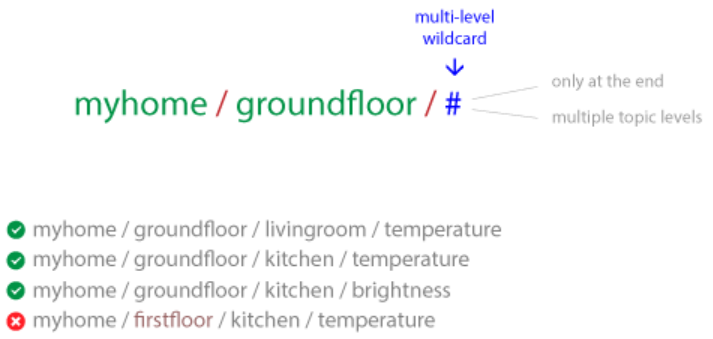 multi-level
wildcard
only at the end
myhome / groundfloor / #
multiple topic levels
myhome / groundfloor / livingroom / temperature
myhome / groundfloor / kitchen / temperature
myhome / groundfloor / kitchen / brightness
myhome / firstfloor / kitchen / temperature